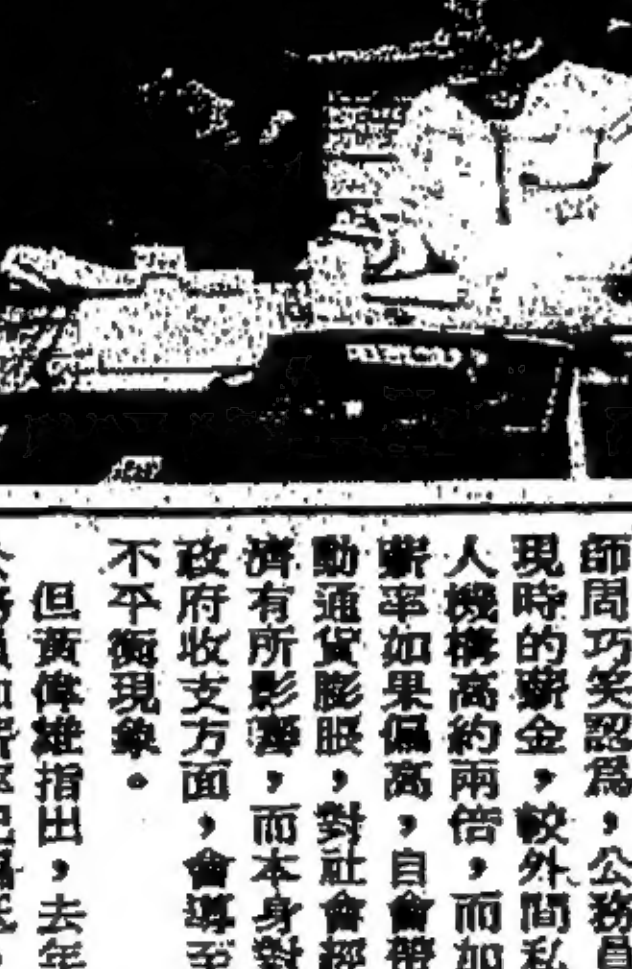 師周巧笑認為，公務員
現時的薪金，較外間私
人機構高約兩倍，而加
薪率如果偏高，自會帶
動通貨膨脹，對社會經
濟有所影響，而本身對
政府收支方面，會導至
不平衡現象。
但黃偉雄指出，去年